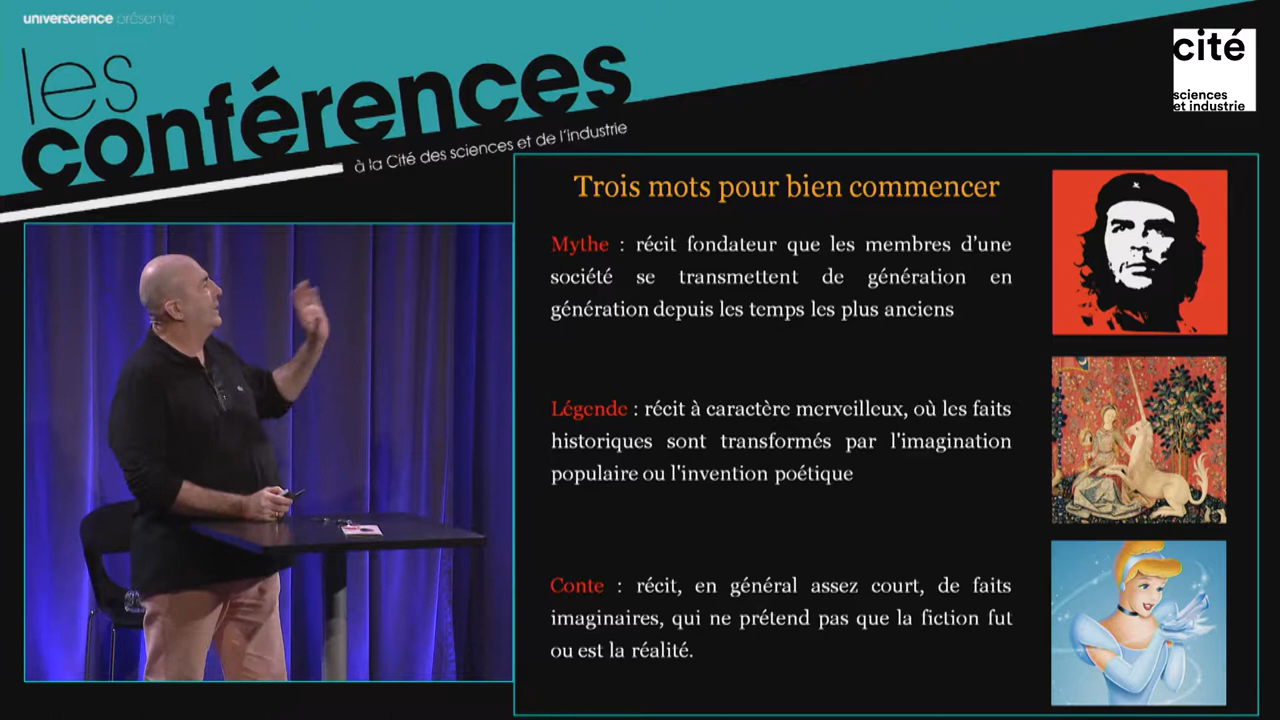 universcience présente
les
conférences
à la Cité des sciences et de l'industrie
cité
sciences
et industrie
Trois mots pour bien commencer
Mythe : récit fondateur que les membres d'une
société se transmettent de génération en
génération depuis les temps les plus anciens
Légende : récit à caractère merveilleux, où les faits
historiques sont transformés par l'imagination
populaire ou l'invention poétique
Conte : récit, en général assez court, de faits
imaginaires, qui ne prétend pas que la fiction fut
ou est la réalité.